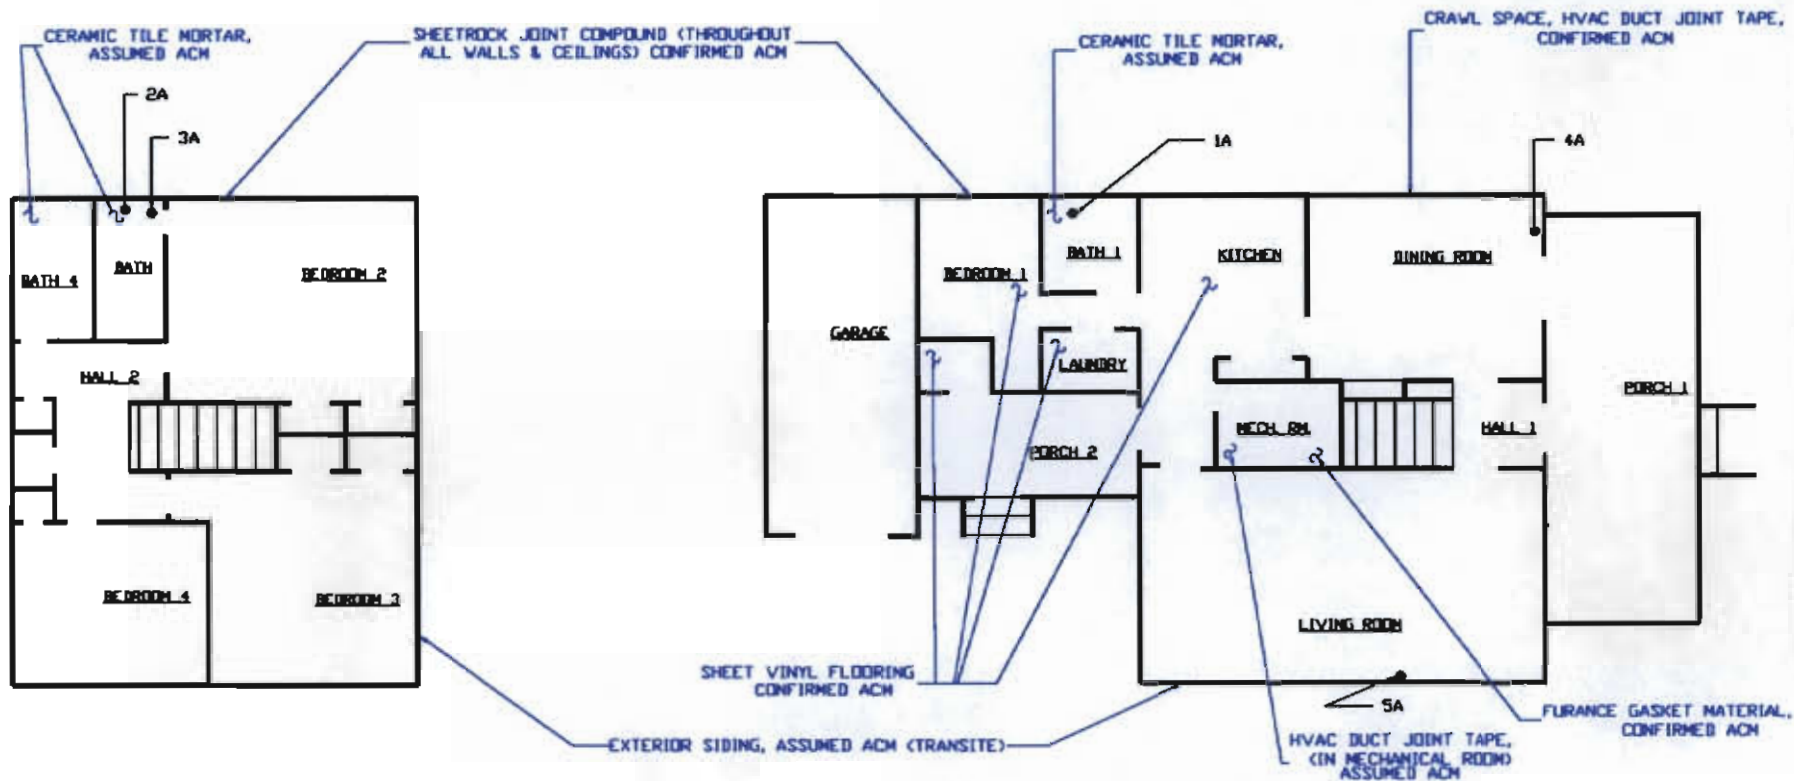 CERAMIC TILE MORTAR,
ASSUMED ACM
2A
3A
SHEETROCK JOINT COMPOUND (THROUGHOUT
ALL WALLS & CEILINGS) CONFIRMED ACM
CERAMIC TILE MORTAR,
ASSUMED ACM
1A
CRAWL SPACE, HVAC DUCT JOINT TAPE,
CONFIRMED ACM
4A
BATH 4
BATH
BEDROOM 2
HALL 2
BEDROOM 4
BEDROOM 3
GARAGE
BEDROOM 1
BATH 1
KITCHEN
DINING ROOM
LAUNDRY
PORCH 2
MECH. RM.
HALL 1
PORCH 1
LIVING ROOM
5A
SHEET VINYL FLOORING
CONFIRMED ACM
EXTERIOR SIDING, ASSUMED ACM (TRANSITE)
HVAC DUCT JOINT TAPE,
(IN MECHANICAL ROOM)
ASSUMED ACM
FURANCE GASKET MATERIAL,
CONFIRMED ACM